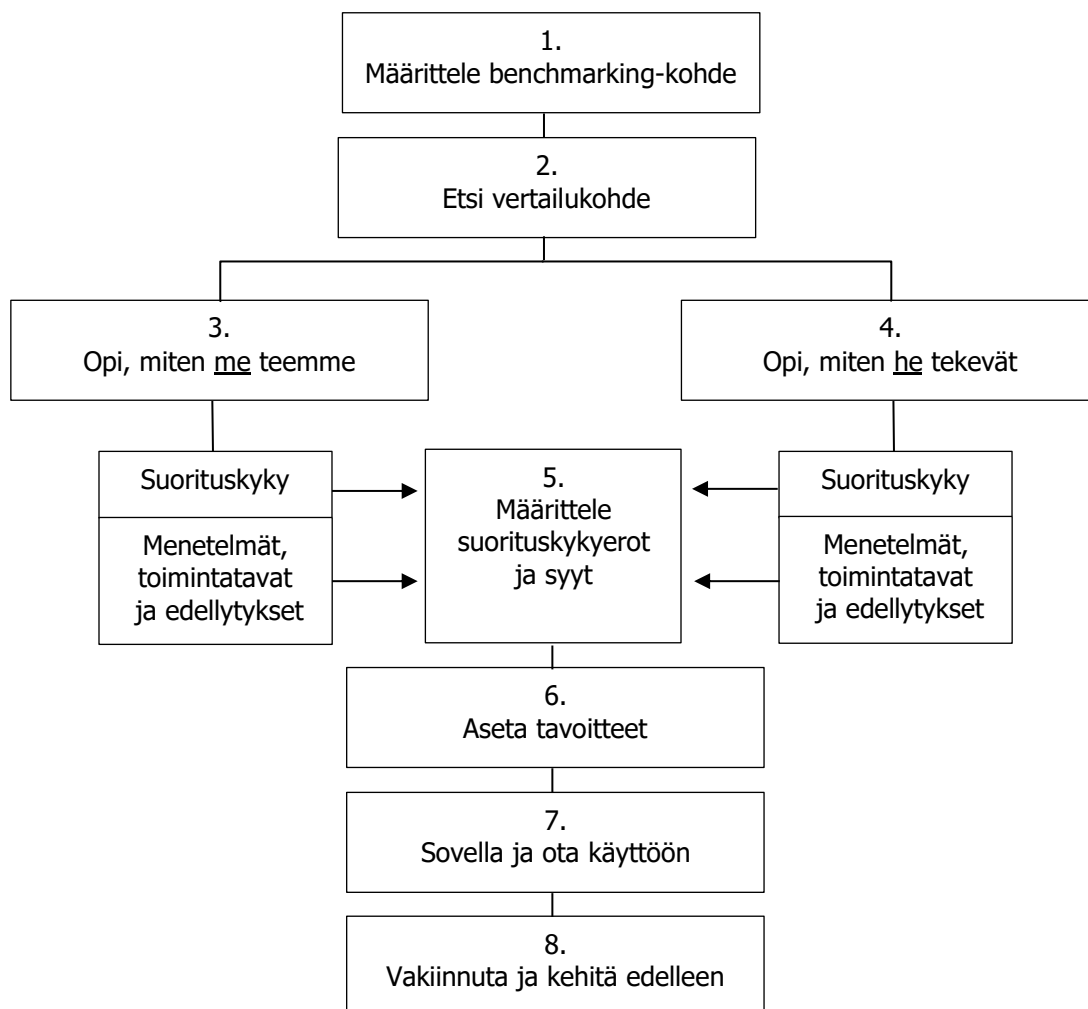 1.
Määrittele benchmarking-kohde
2.
Etsi vertailukohde
3.
Opi, miten me teemme
4.
Opi, miten he tekevät
Suorituskyky
Menetelmät,
toimintatavat
ja edellytykset
5.
Määrittele
suorituskykyerot
ja syyt
Suorituskyky
Menetelmät,
toimintatavat
ja edellytykset
6.
Aseta tavoitteet
7.
Sovella ja ota käyttöön
8.
Vakiinnuta ja kehitä edelleen